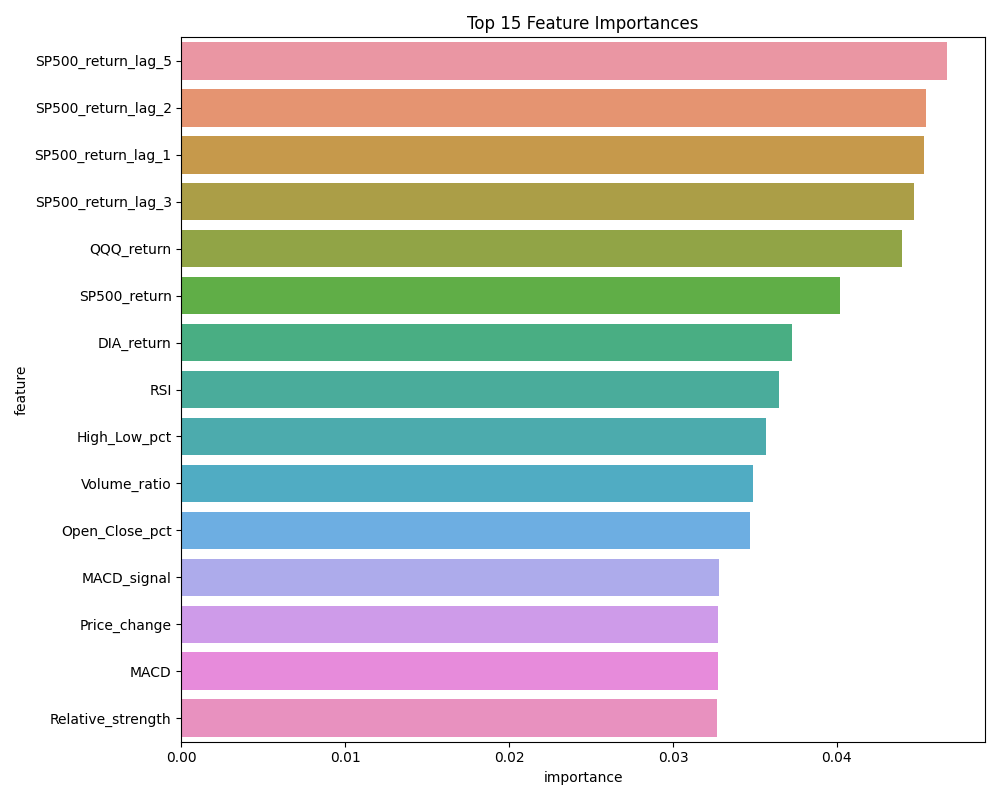 Top 15 Feature Importances
feature
SP500_return_lag_5
SP500_return_lag_2
SP500_return_lag_1
SP500_return_lag_3
QQQ_return
SP500_return
DIA_return
RSI
High_Low_pct
Volume_ratio
Open_Close_pct
MACD_signal
Price_change
MACD
Relative_strength
0.00 0.01 0.02 0.03 0.04
importance